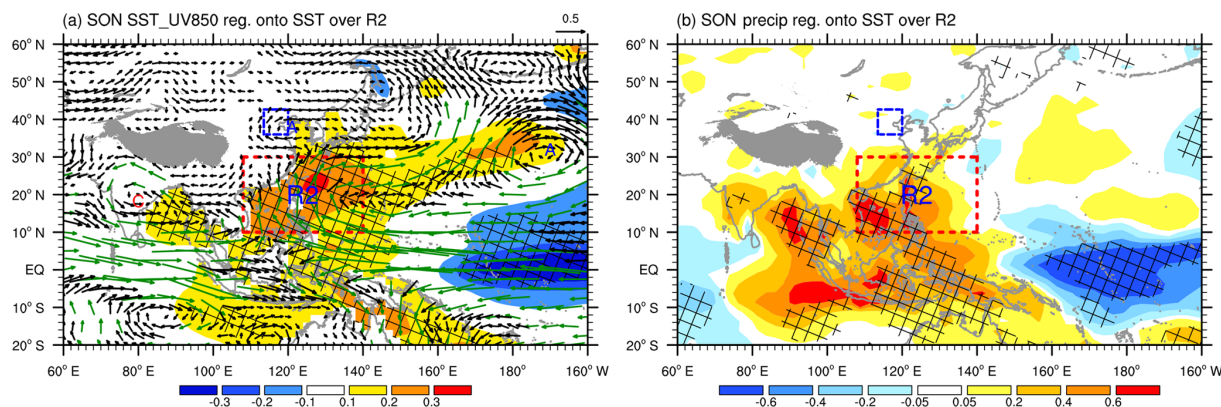 (a) SON SST_UV850 reg. onto SST over R2
0.5
60° N
50° N
40° N
30° N
20° N
10° N
EQ
10° S
20° S
A
A
C
R2
60° E 80° E 100° E 120° E 140° E 160° E 180° 160° W
-0.3 -0.2 -0.1 0.1 0.2 0.3
(b) SON precip reg. onto SST over R2
60° N
50° N
40° N
30° N
20° N
10° N
EQ
10° S
20° S
R2
60° E 80° E 100° E 120° E 140° E 160° E 180° 160° W
-0.6 -0.4 -0.2 -0.05 0.05 0.2 0.4 0.6